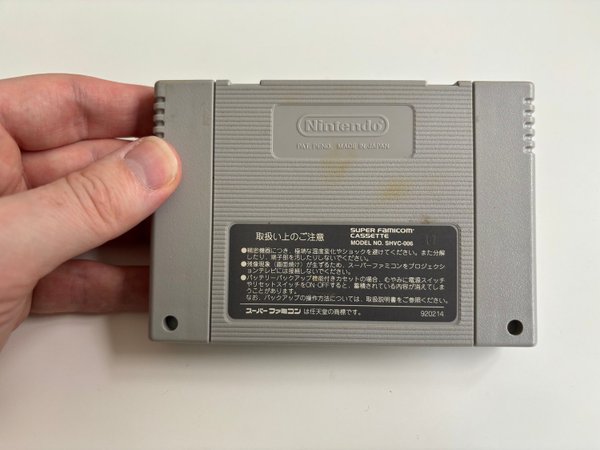 Nintendo
PAT. PEND. MADE IN JAPAN
取扱い上のご注意
SUPER FAMICOM
CASSETTE
MODEL NO. SHVC-006
●精密機器につき、極端な温度変化やショックを避けてください。また分解
したり、端子部を汚したりしないでください。
●残像現象(画面焼け)が生ずるため、スーパーファミコンをプロジェクシ
ョンテレビには接続しないでください。
●バッテリーバックアップ機能付きカセットの場合、むやみに電源スイッチ
やリセットスイッチをON・OFFすると、蓄積されている内容が消えてしま
うことがあります。
なお、バックアップの操作方法については、取扱説明書をご参照ください。
スーパーファミコン は任天堂の商標です。
920214